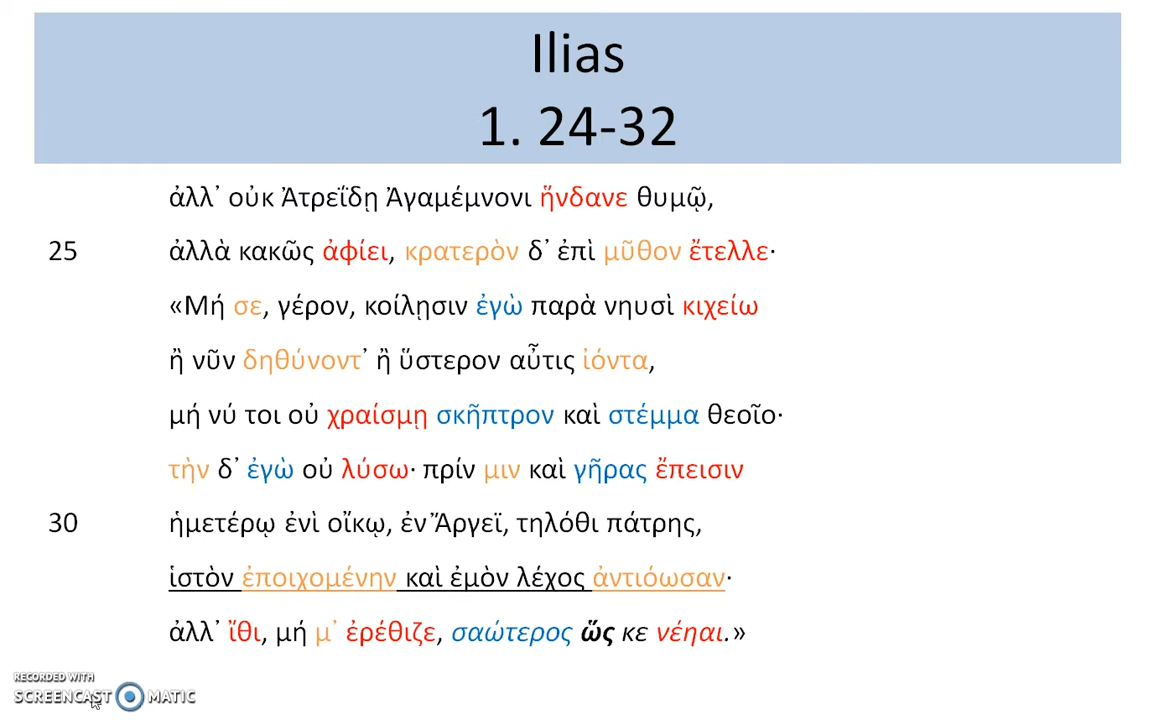 Ilias
1. 24-32
ἀλλ᾽ οὐκ Ἀτρεΐδῃ Ἀγαμέμνονι ἥνδανε θυμῷ,
25 ἀλλὰ κακῶς ἀφίει, κρατερὸν δ᾽ ἐπὶ μῦθον ἔτελλε·
«Μή σε, γέρον, κοίλῃσιν ἐγὼ παρὰ νηυσὶ κιχείω
ἢ νῦν δηθύνοντ᾽ ἢ ὕστερον αὖτις ἰόντα,
μή νύ τοι οὐ χραίσμῃ σκῆπτρον καὶ στέμμα θεοῖο·
τὴν δ᾽ ἐγὼ οὐ λύσω· πρίν μιν καὶ γῆρας ἔπεισιν
30 ἡμετέρῳ ἐνὶ οἴκῳ, ἐν Ἄργεϊ, τηλόθι πάτρης,
ἱστὸν ἐποιχομένην καὶ ἐμὸν λέχος ἀντιόωσαν·
ἀλλ᾽ ἴθι, μή μ᾽ ἐρέθιζε, σαώτερος ὥς κε νέηαι.»
RECORDED WITH
SCREENCAST MATIC